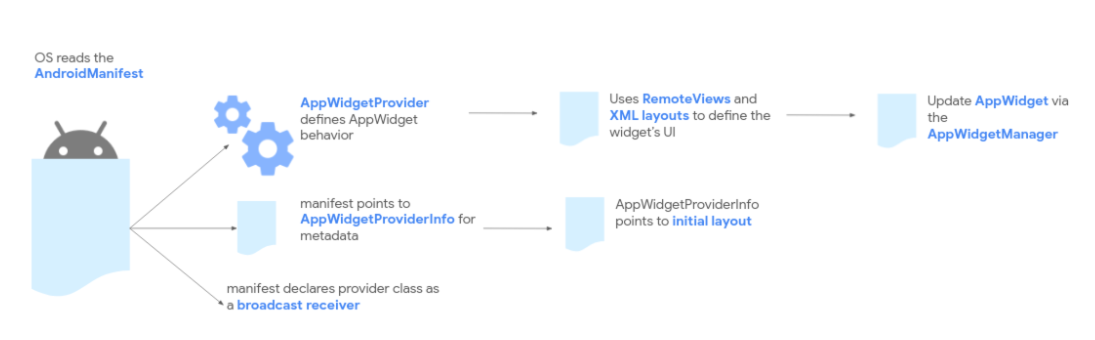 OS reads the
AndroidManifest
AppWidgetProvider
defines AppWidget
behavior
Uses RemoteViews and
XML layouts to define the
widget's UI
Update AppWidget via
the
AppWidgetManager
manifest points to
AppWidgetProviderInfo for
metadata
AppWidgetProviderInfo
points to initial layout
manifest declares provider class as
a broadcast receiver